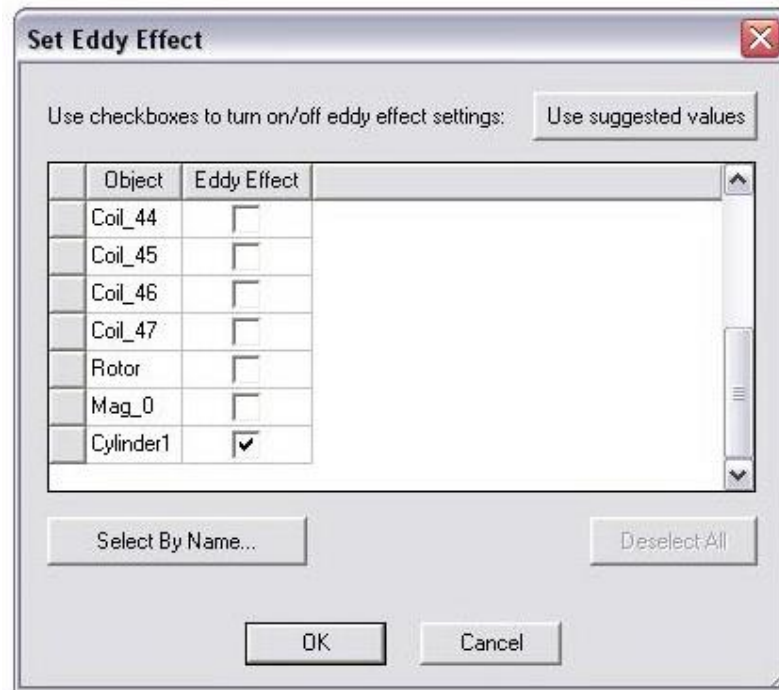 Set Eddy Effect
Use checkboxes to turn on/off eddy effect settings:
Use suggested values
Object Eddy Effect
Coil_44
Coil_45
Coil_46
Coil_47
Rotor
Mag_0
Cylinder1
Select By Name...
Deselect All
OK
Cancel